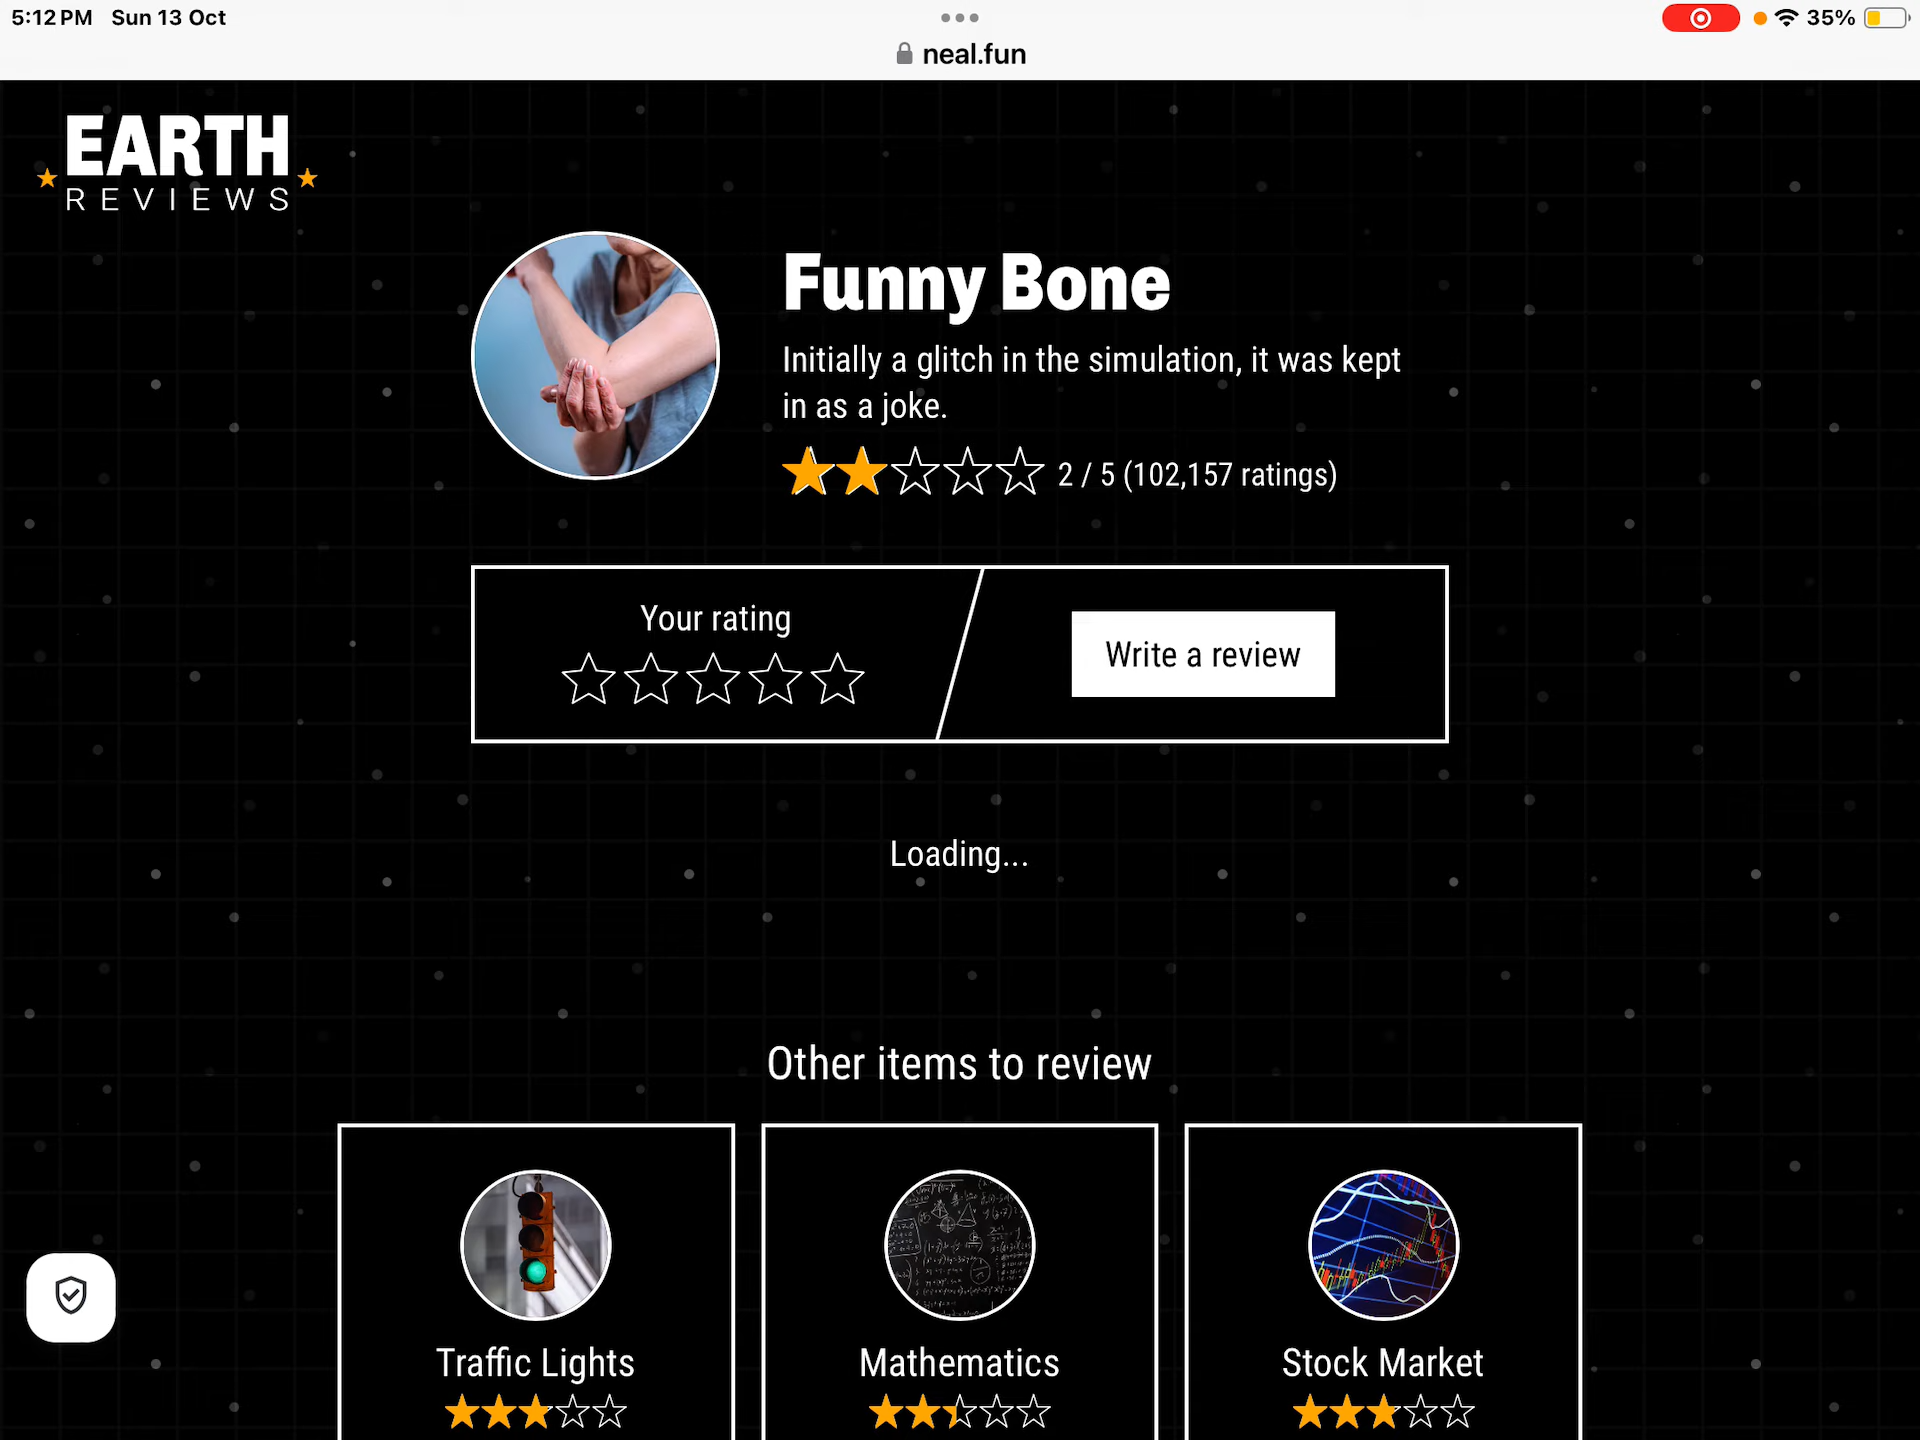 5:12 PM Sun 13 Oct
35%
neal.fun
EARTH
REVIEWS
Funny Bone
Initially a glitch in the simulation, it was kept
in as a joke.
2 / 5 (102,157 ratings)
Your rating
Write a review
Loading...
Other items to review
Traffic Lights
Mathematics
Stock Market